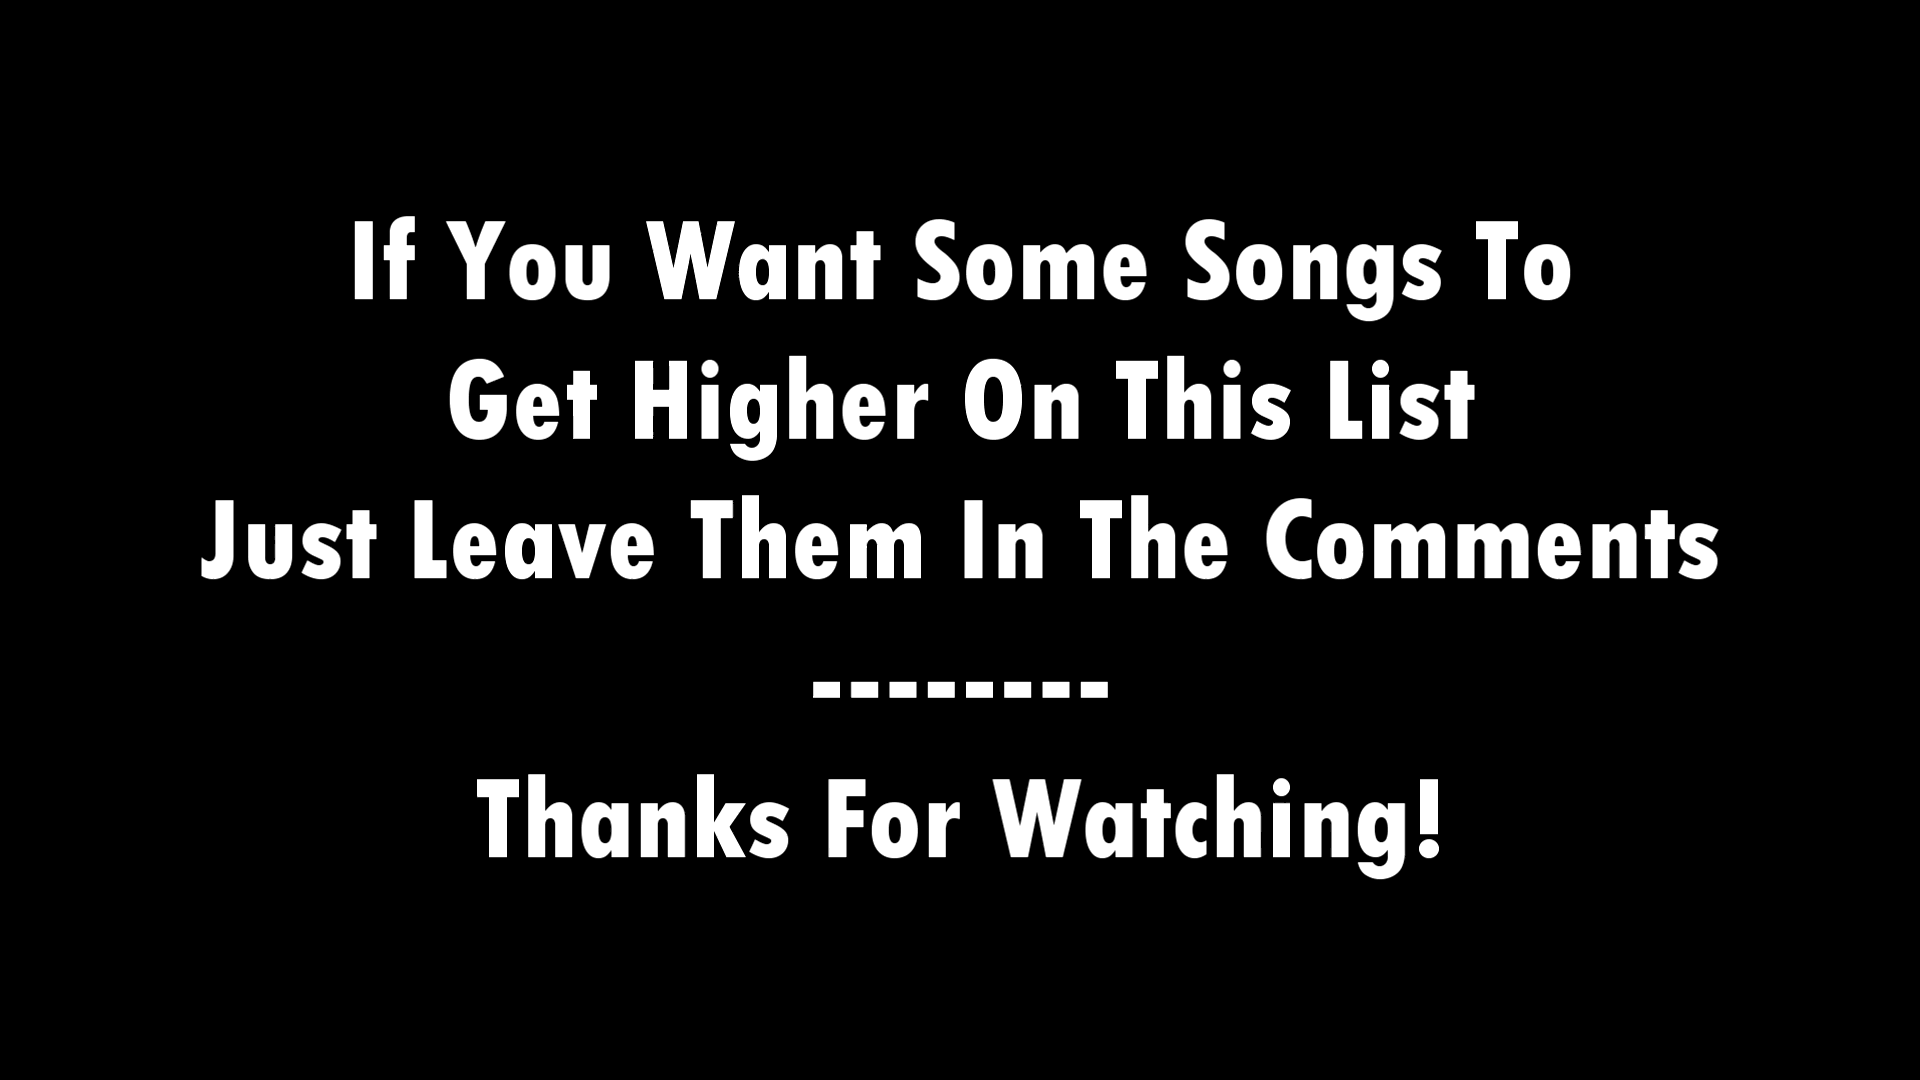 If You Want Some Songs To
Get Higher On This List
Just Leave Them In The Comments
--------
Thanks For Watching!